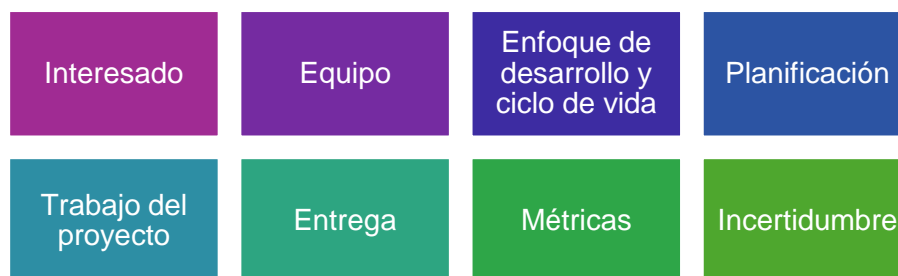 Interesado
Equipo
Enfoque de
desarrollo y
ciclo de vida
Planificación
Trabajo del
proyecto
Entrega
Métricas
Incertidumbre